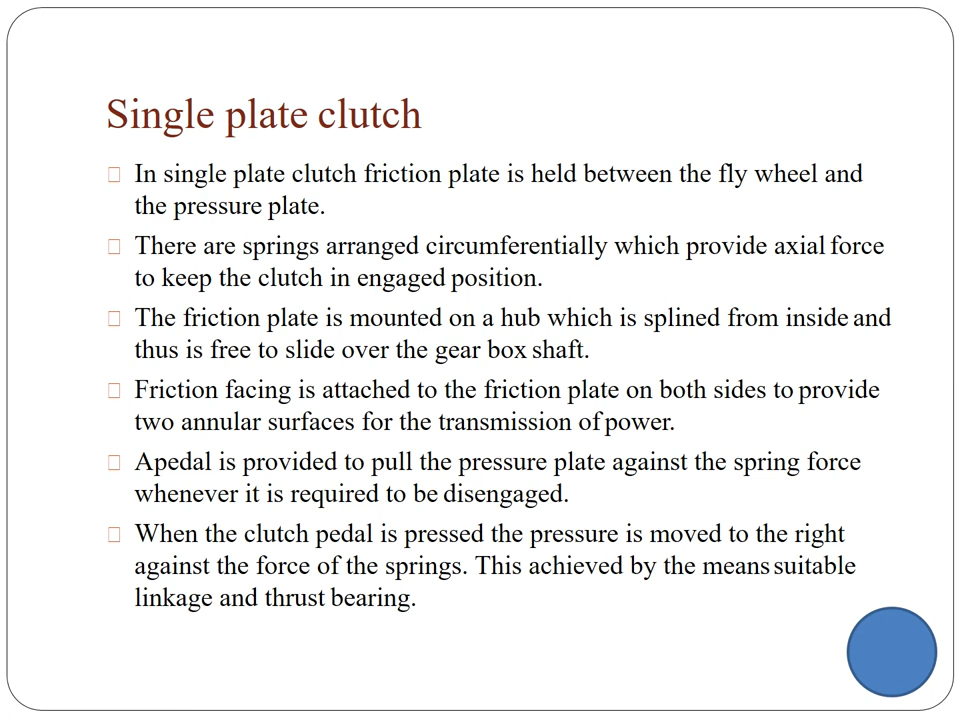 Single plate clutch
In single plate clutch friction plate is held between the fly wheel and
the pressure plate.
There are springs arranged circumferentially which provide axial force
to keep the clutch in engaged position.
The friction plate is mounted on a hub which is splined from inside and
thus is free to slide over the gear box shaft.
Friction facing is attached to the friction plate on both sides to provide
two annular surfaces for the transmission of power.
Apedal is provided to pull the pressure plate against the spring force
whenever it is required to be disengaged.
When the clutch pedal is pressed the pressure is moved to the right
against the force of the springs. This achieved by the means suitable
linkage and thrust bearing.